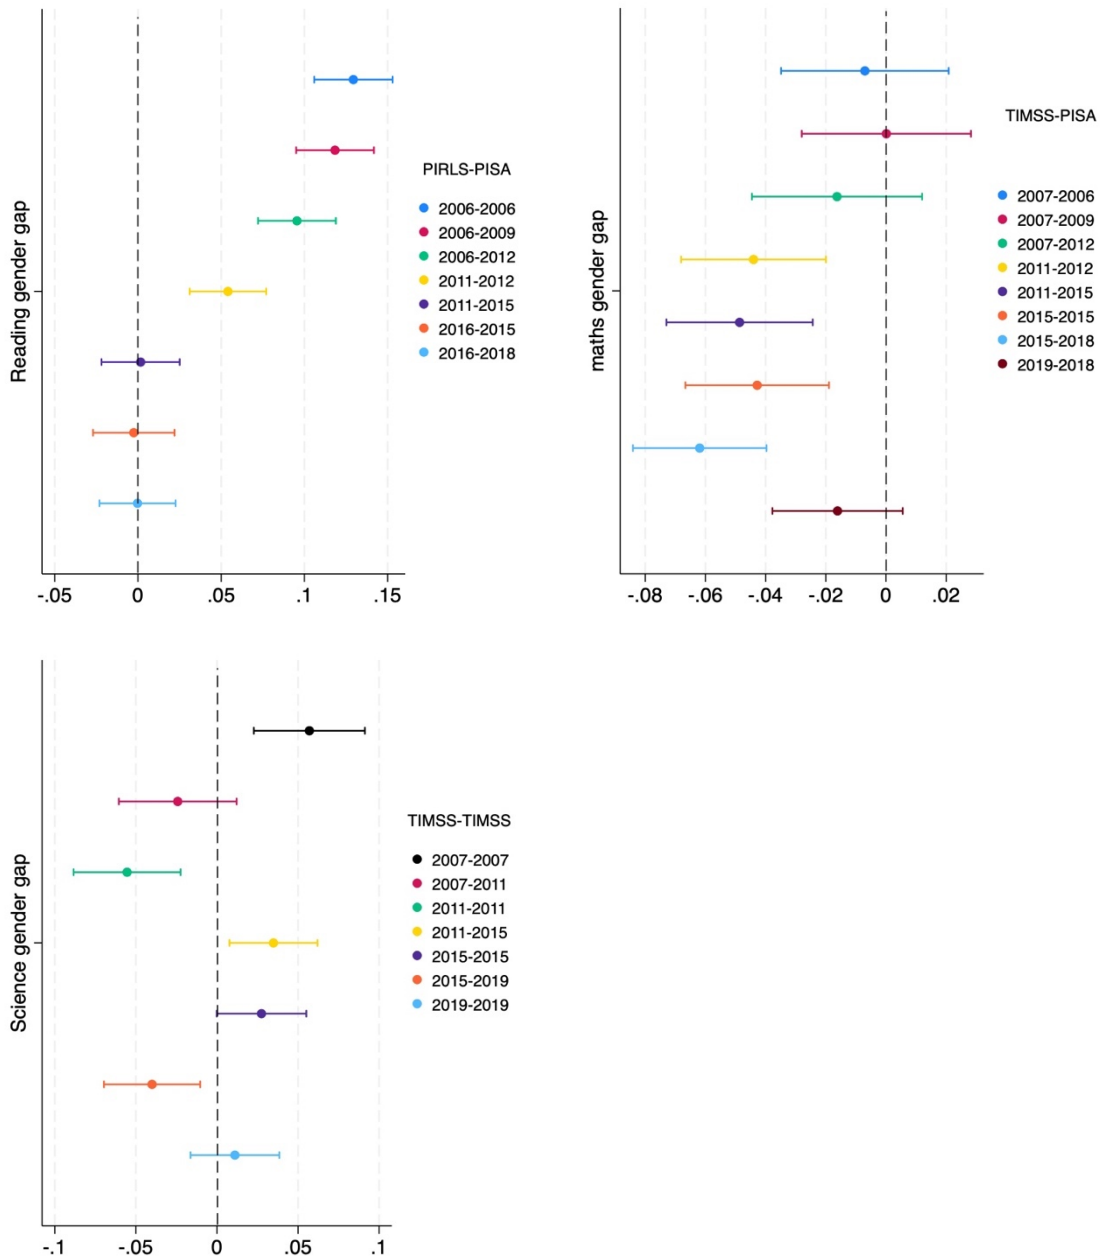 Reading gender gap
PIRLS-PISA
2006-2006
2006-2009
2006-2012
2011-2012
2011-2015
2016-2015
2016-2018
-.05 0 .05 .1 .15
maths gender gap
TIMSS-PISA
2007-2006
2007-2009
2007-2012
2011-2012
2011-2015
2015-2015
2015-2018
2019-2018
-.08 -.06 -.04 -.02 0 .02
Science gender gap
TIMSS-TIMSS
2007-2007
2007-2011
2011-2011
2011-2015
2015-2015
2015-2019
2019-2019
-.1 -.05 0 .05 .1